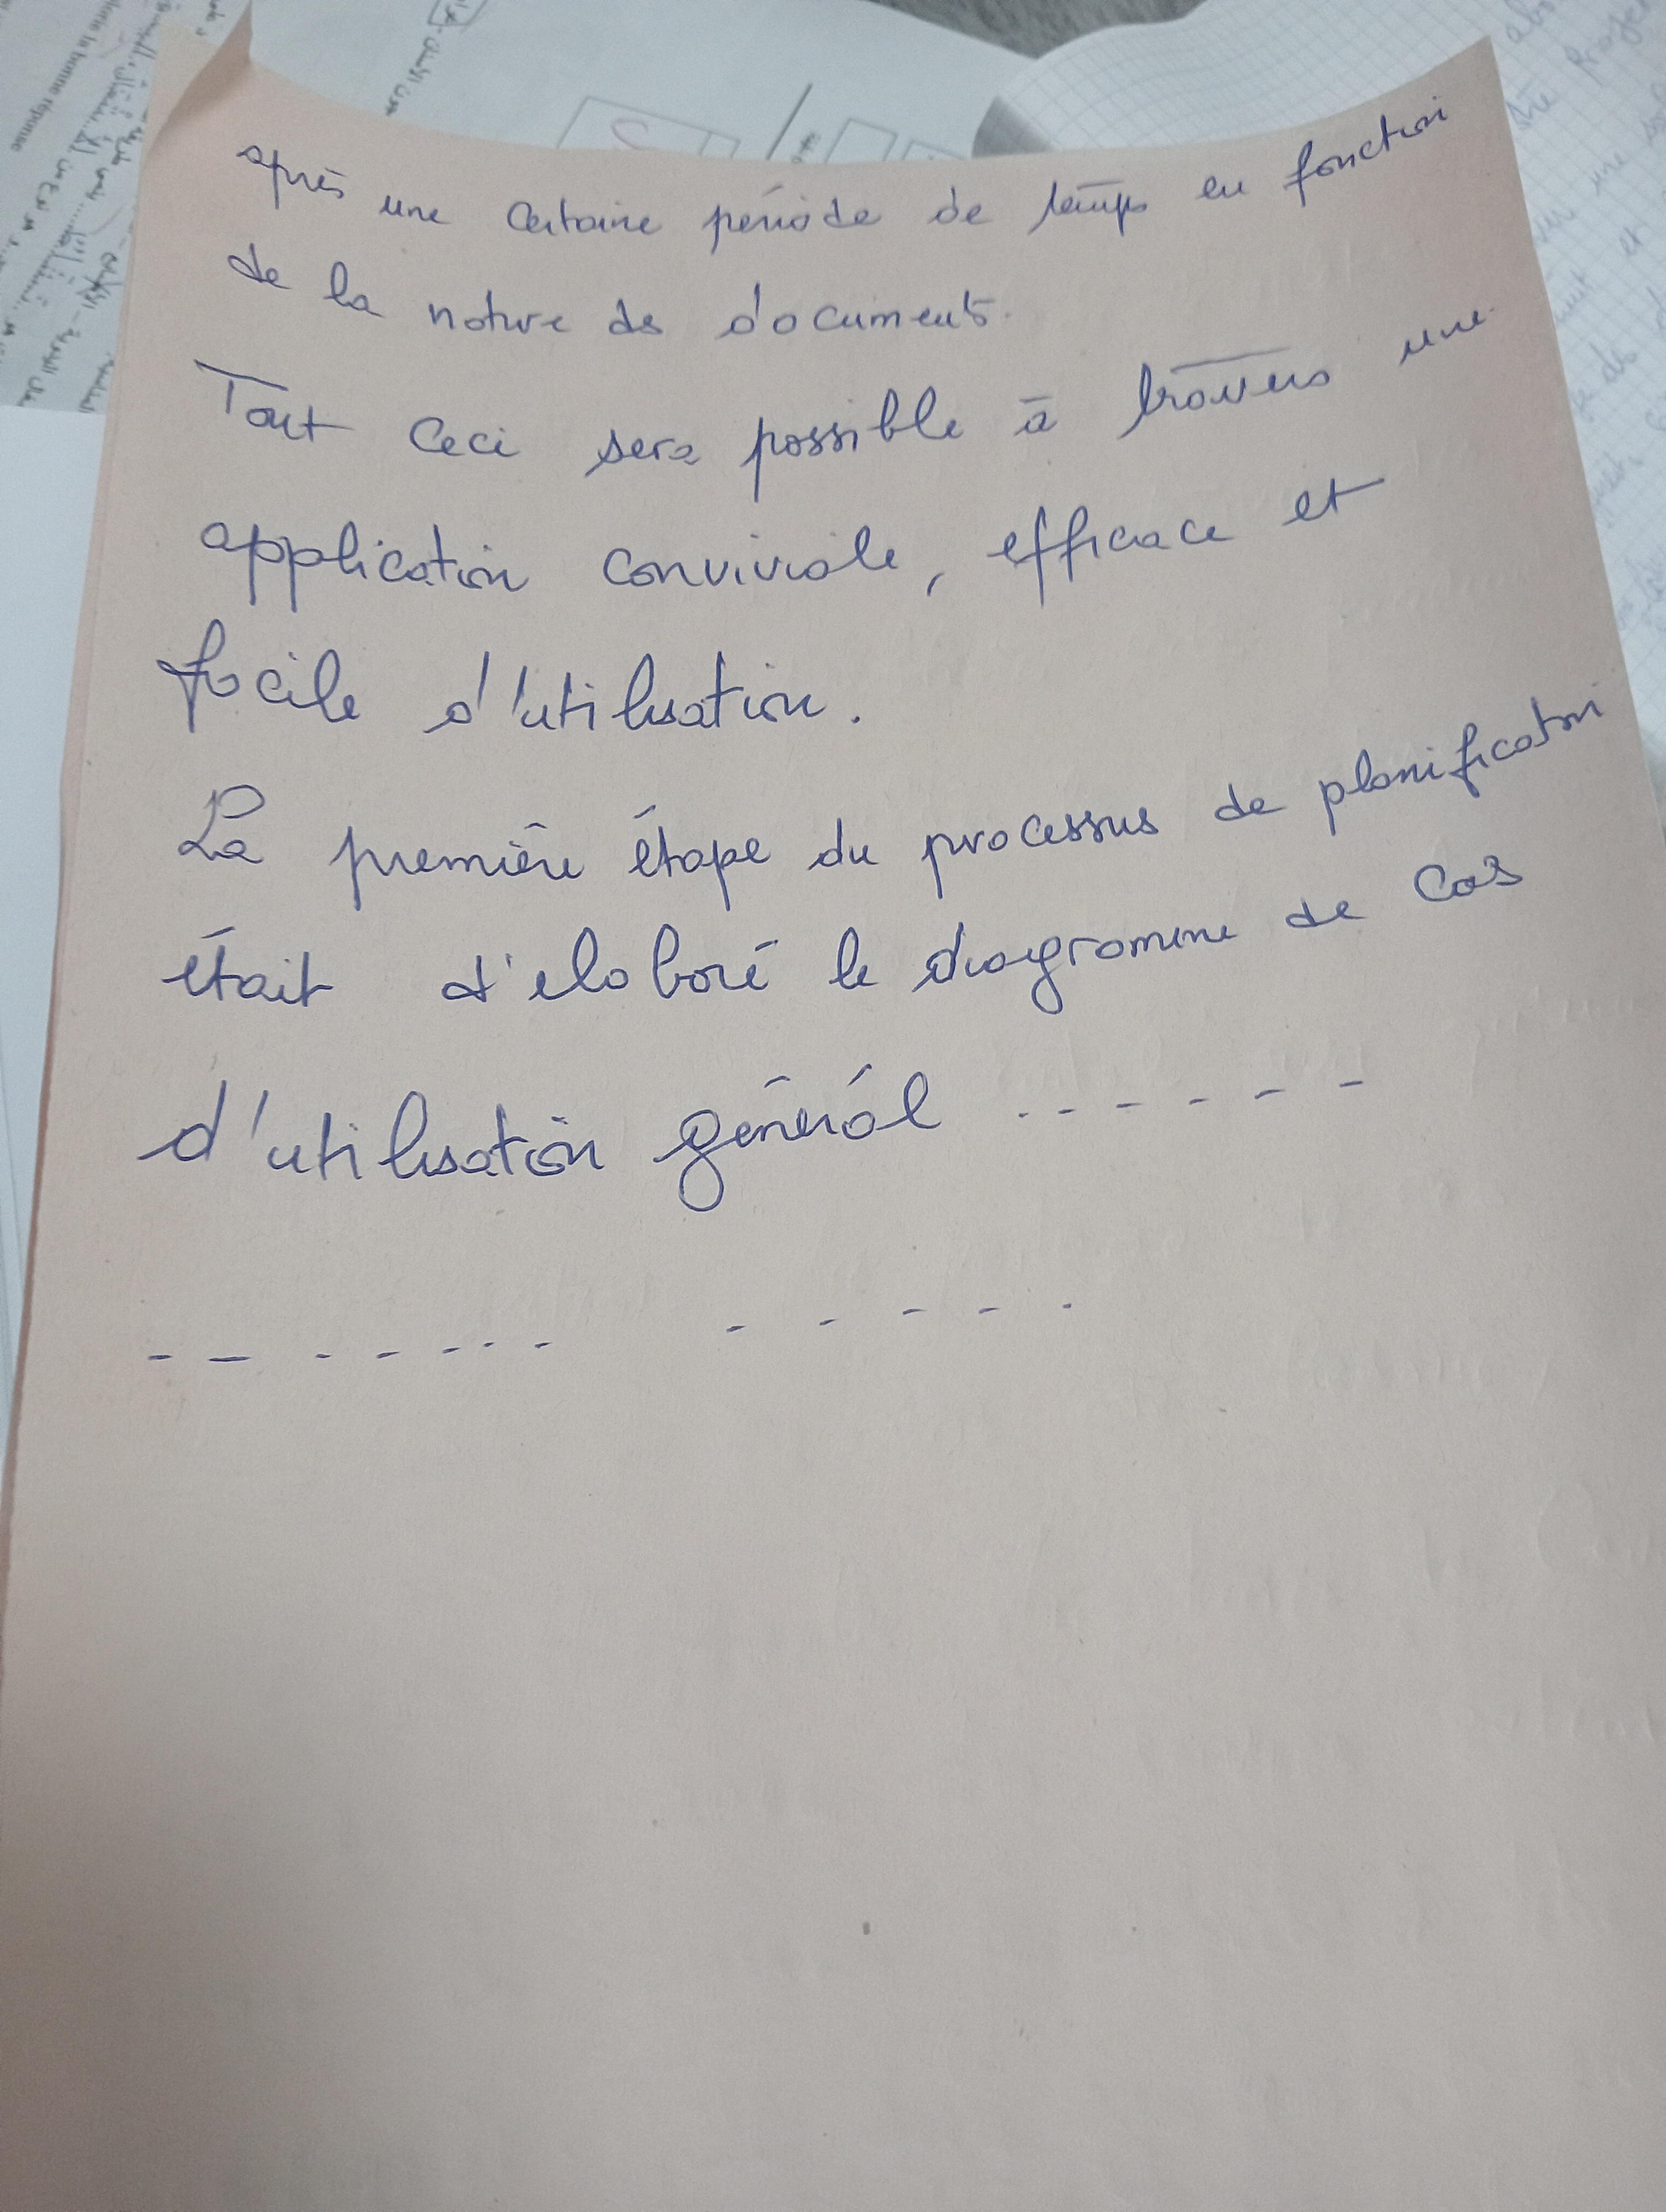 après une certaine période de temps en fonction
de la nature ds documents.
Tout ceci sera possible à travers une
application conviviale, efficace et
facile d'utilisation.
La première étape du processus de planification
était d'elaboré le diagramme de cas
d'utilisation général - - - - - -
- - - - - - - - - - - -